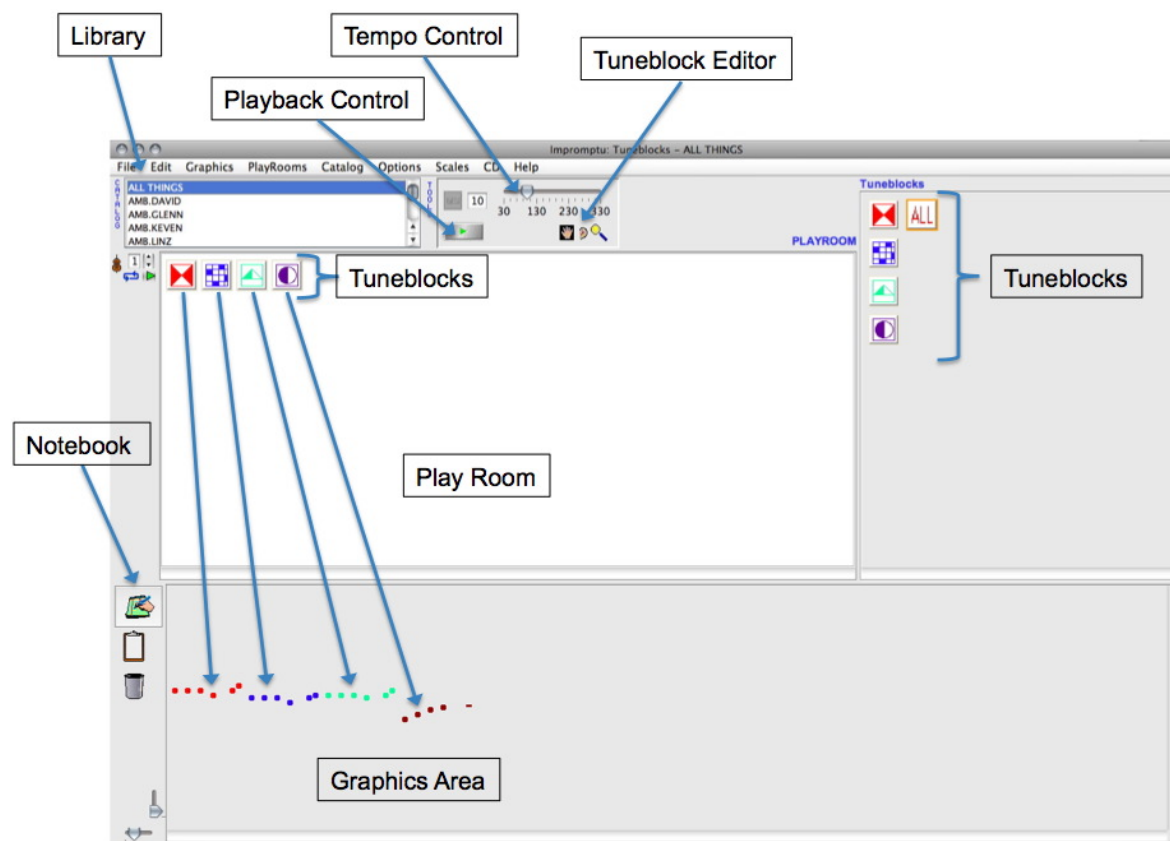 Library
Tempo Control
Tuneblock Editor
Playback Control
Impromptu: Tuneblocks – ALL THINGS
File Edit Graphics PlayRooms Catalog Options Scales CD Help
CATALOG
ALL THINGS
AMB.DAVID
AMB.GLENN
AMB.KEVEN
AMB.LINZ
10
30 130 230 330
PLAYROOM
Tuneblocks
ALL
1
Tuneblocks
Tuneblocks
Notebook
Play Room
Graphics Area